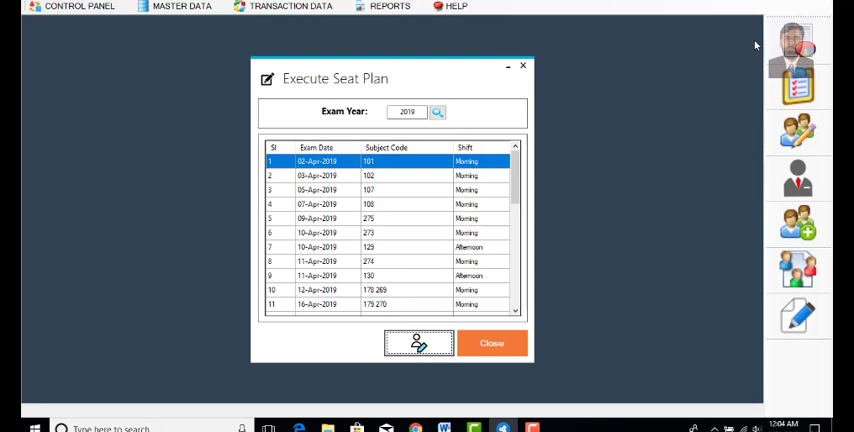 CONTROL PANEL MASTER DATA TRANSACTION DATA REPORTS HELP
Execute Seat Plan
Exam Year: 2019
Sl Exam Date Subject Code Shift
1 02-Apr-2019 101 Morning
2 03-Apr-2019 102 Morning
3 05-Apr-2019 107 Morning
4 07-Apr-2019 108 Morning
5 09-Apr-2019 275 Morning
6 10-Apr-2019 273 Morning
7 10-Apr-2019 129 Afternoon
8 11-Apr-2019 274 Morning
9 11-Apr-2019 130 Afternoon
10 12-Apr-2019 178 269 Morning
11 16-Apr-2019 179 270 Morning
Close
Type here to search
12:04 AM